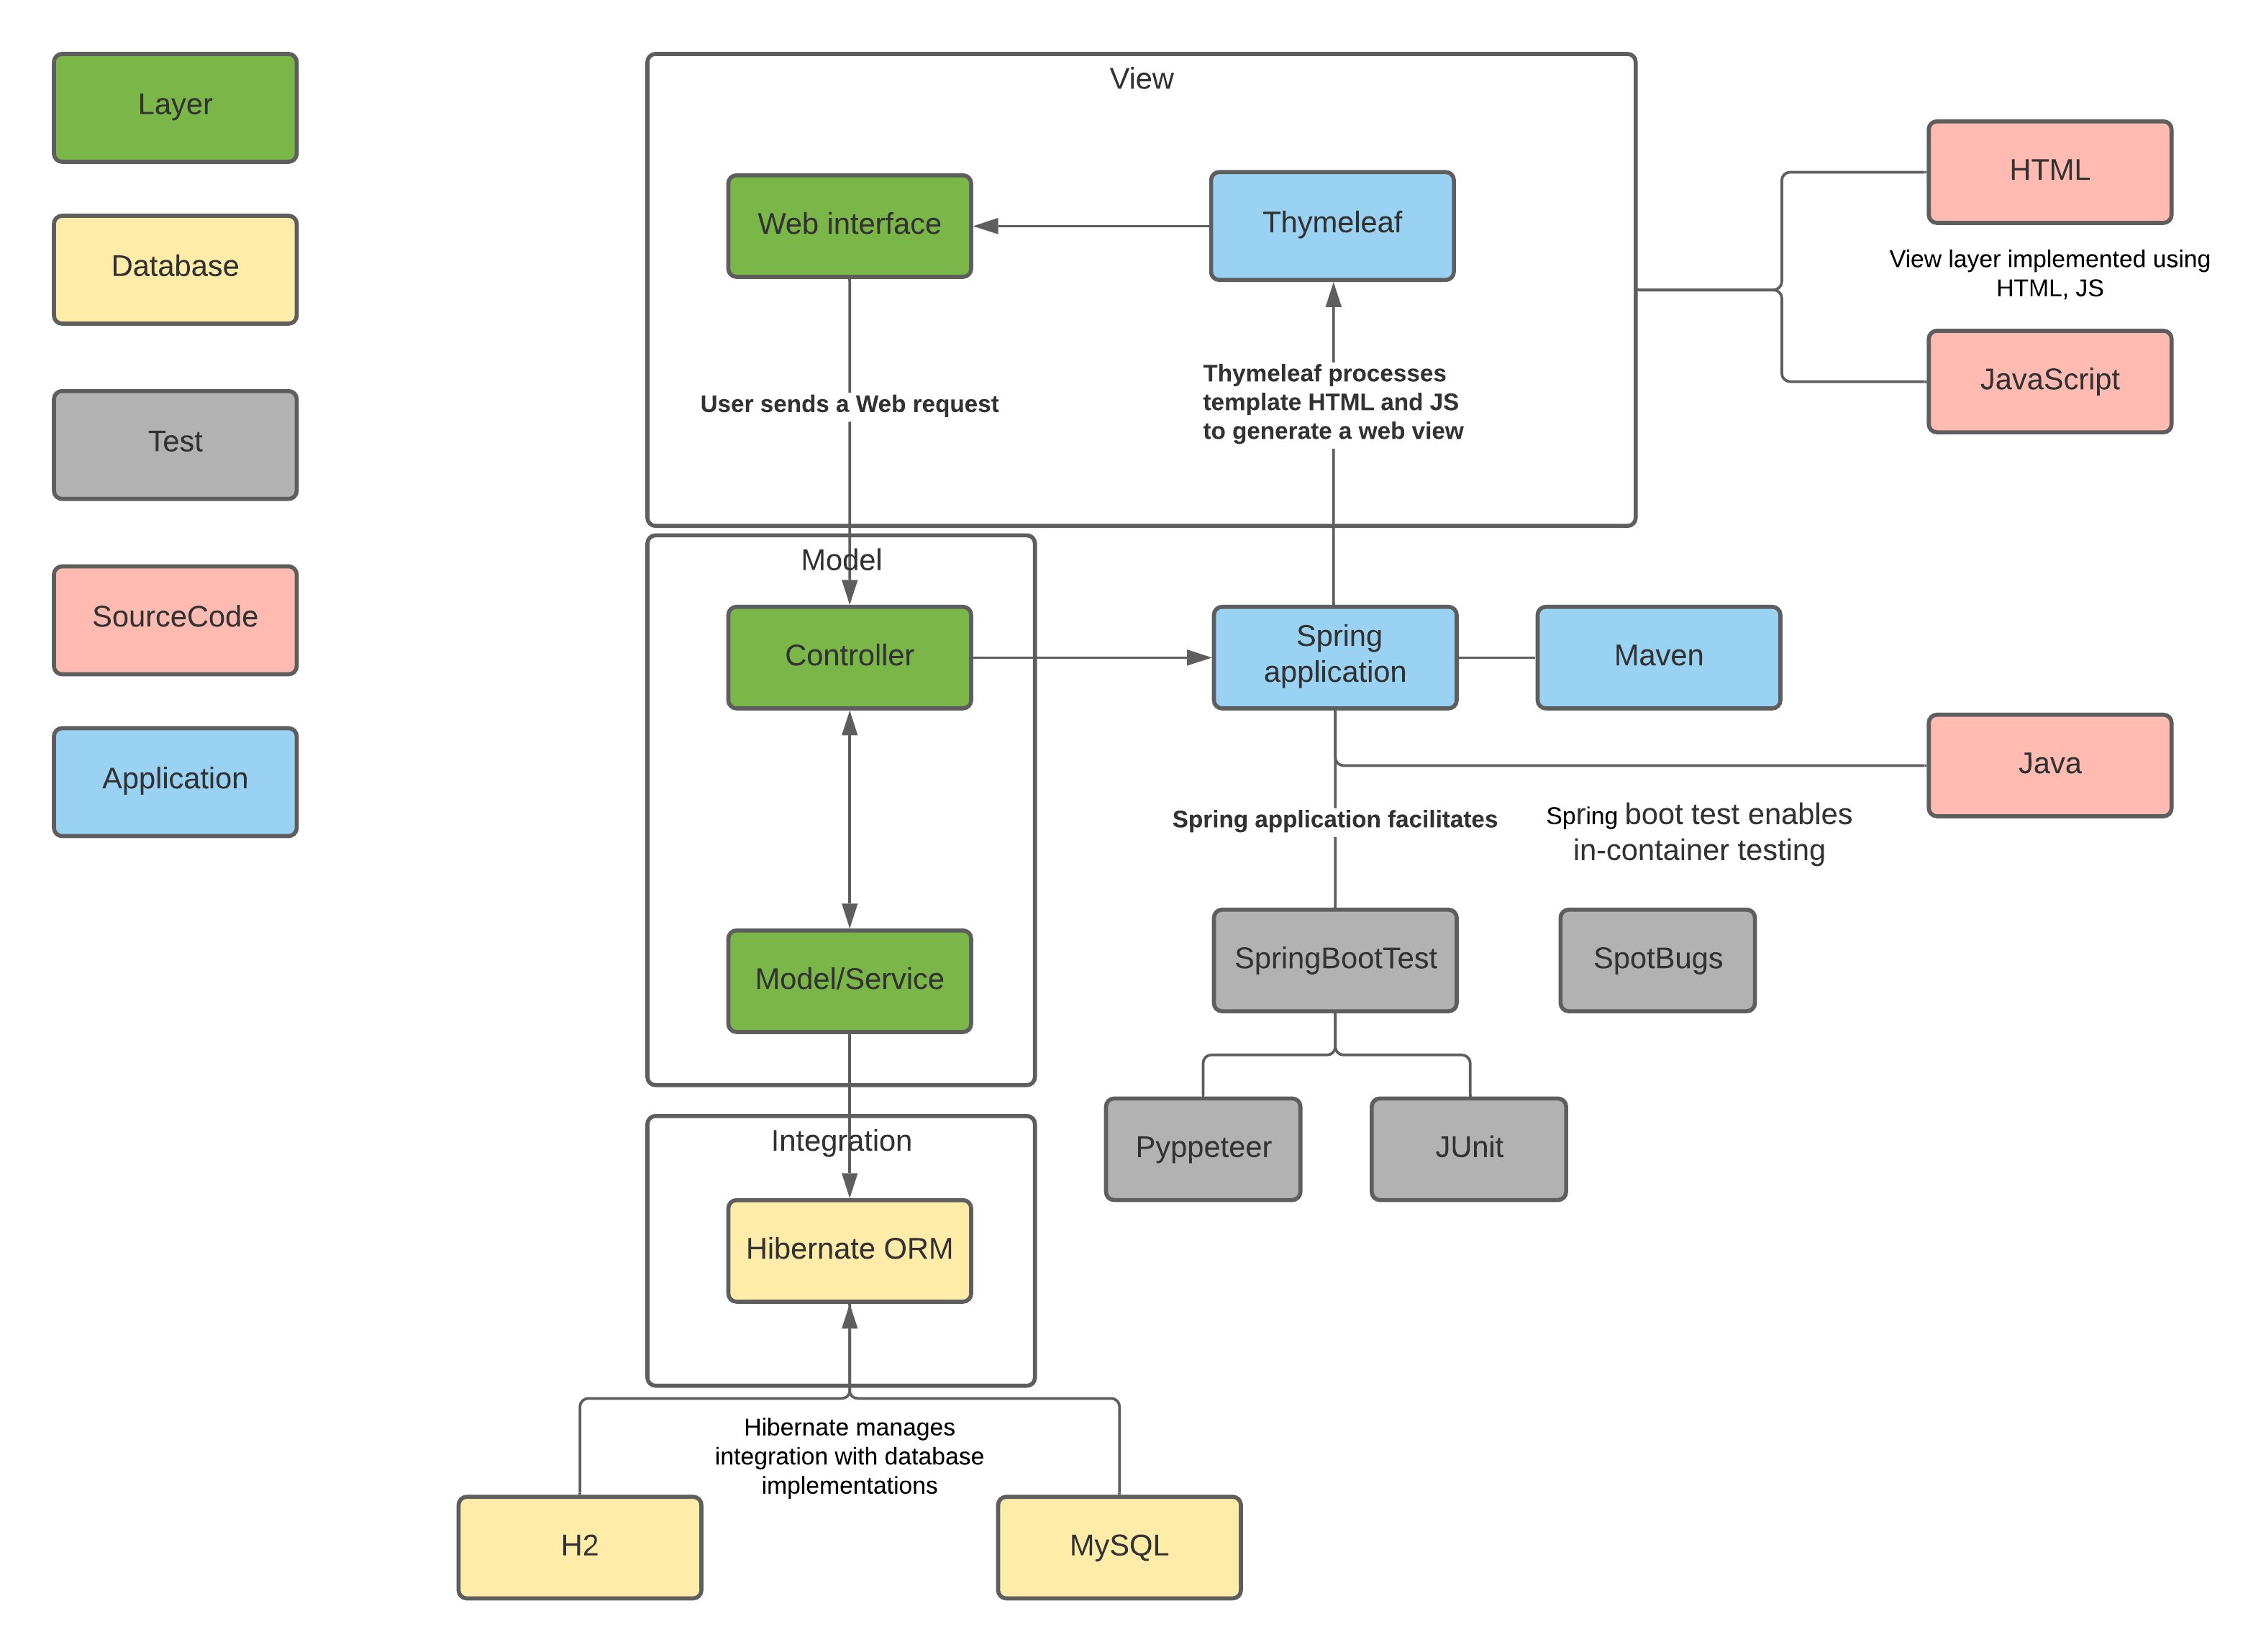 Layer
Database
Test
SourceCode
Application
View
Web interface
Thymeleaf
User sends a Web request
Thymeleaf processes
template HTML and JS
to generate a web view
HTML
View layer implemented using
HTML, JS
JavaScript
Model
Controller
Spring
application
Maven
Java
Spring application facilitates
Spring boot test enables
in-container testing
Model/Service
SpringBootTest
SpotBugs
Pyppeteer
JUnit
Integration
Hibernate ORM
Hibernate manages
integration with database
implementations
H2
MySQL